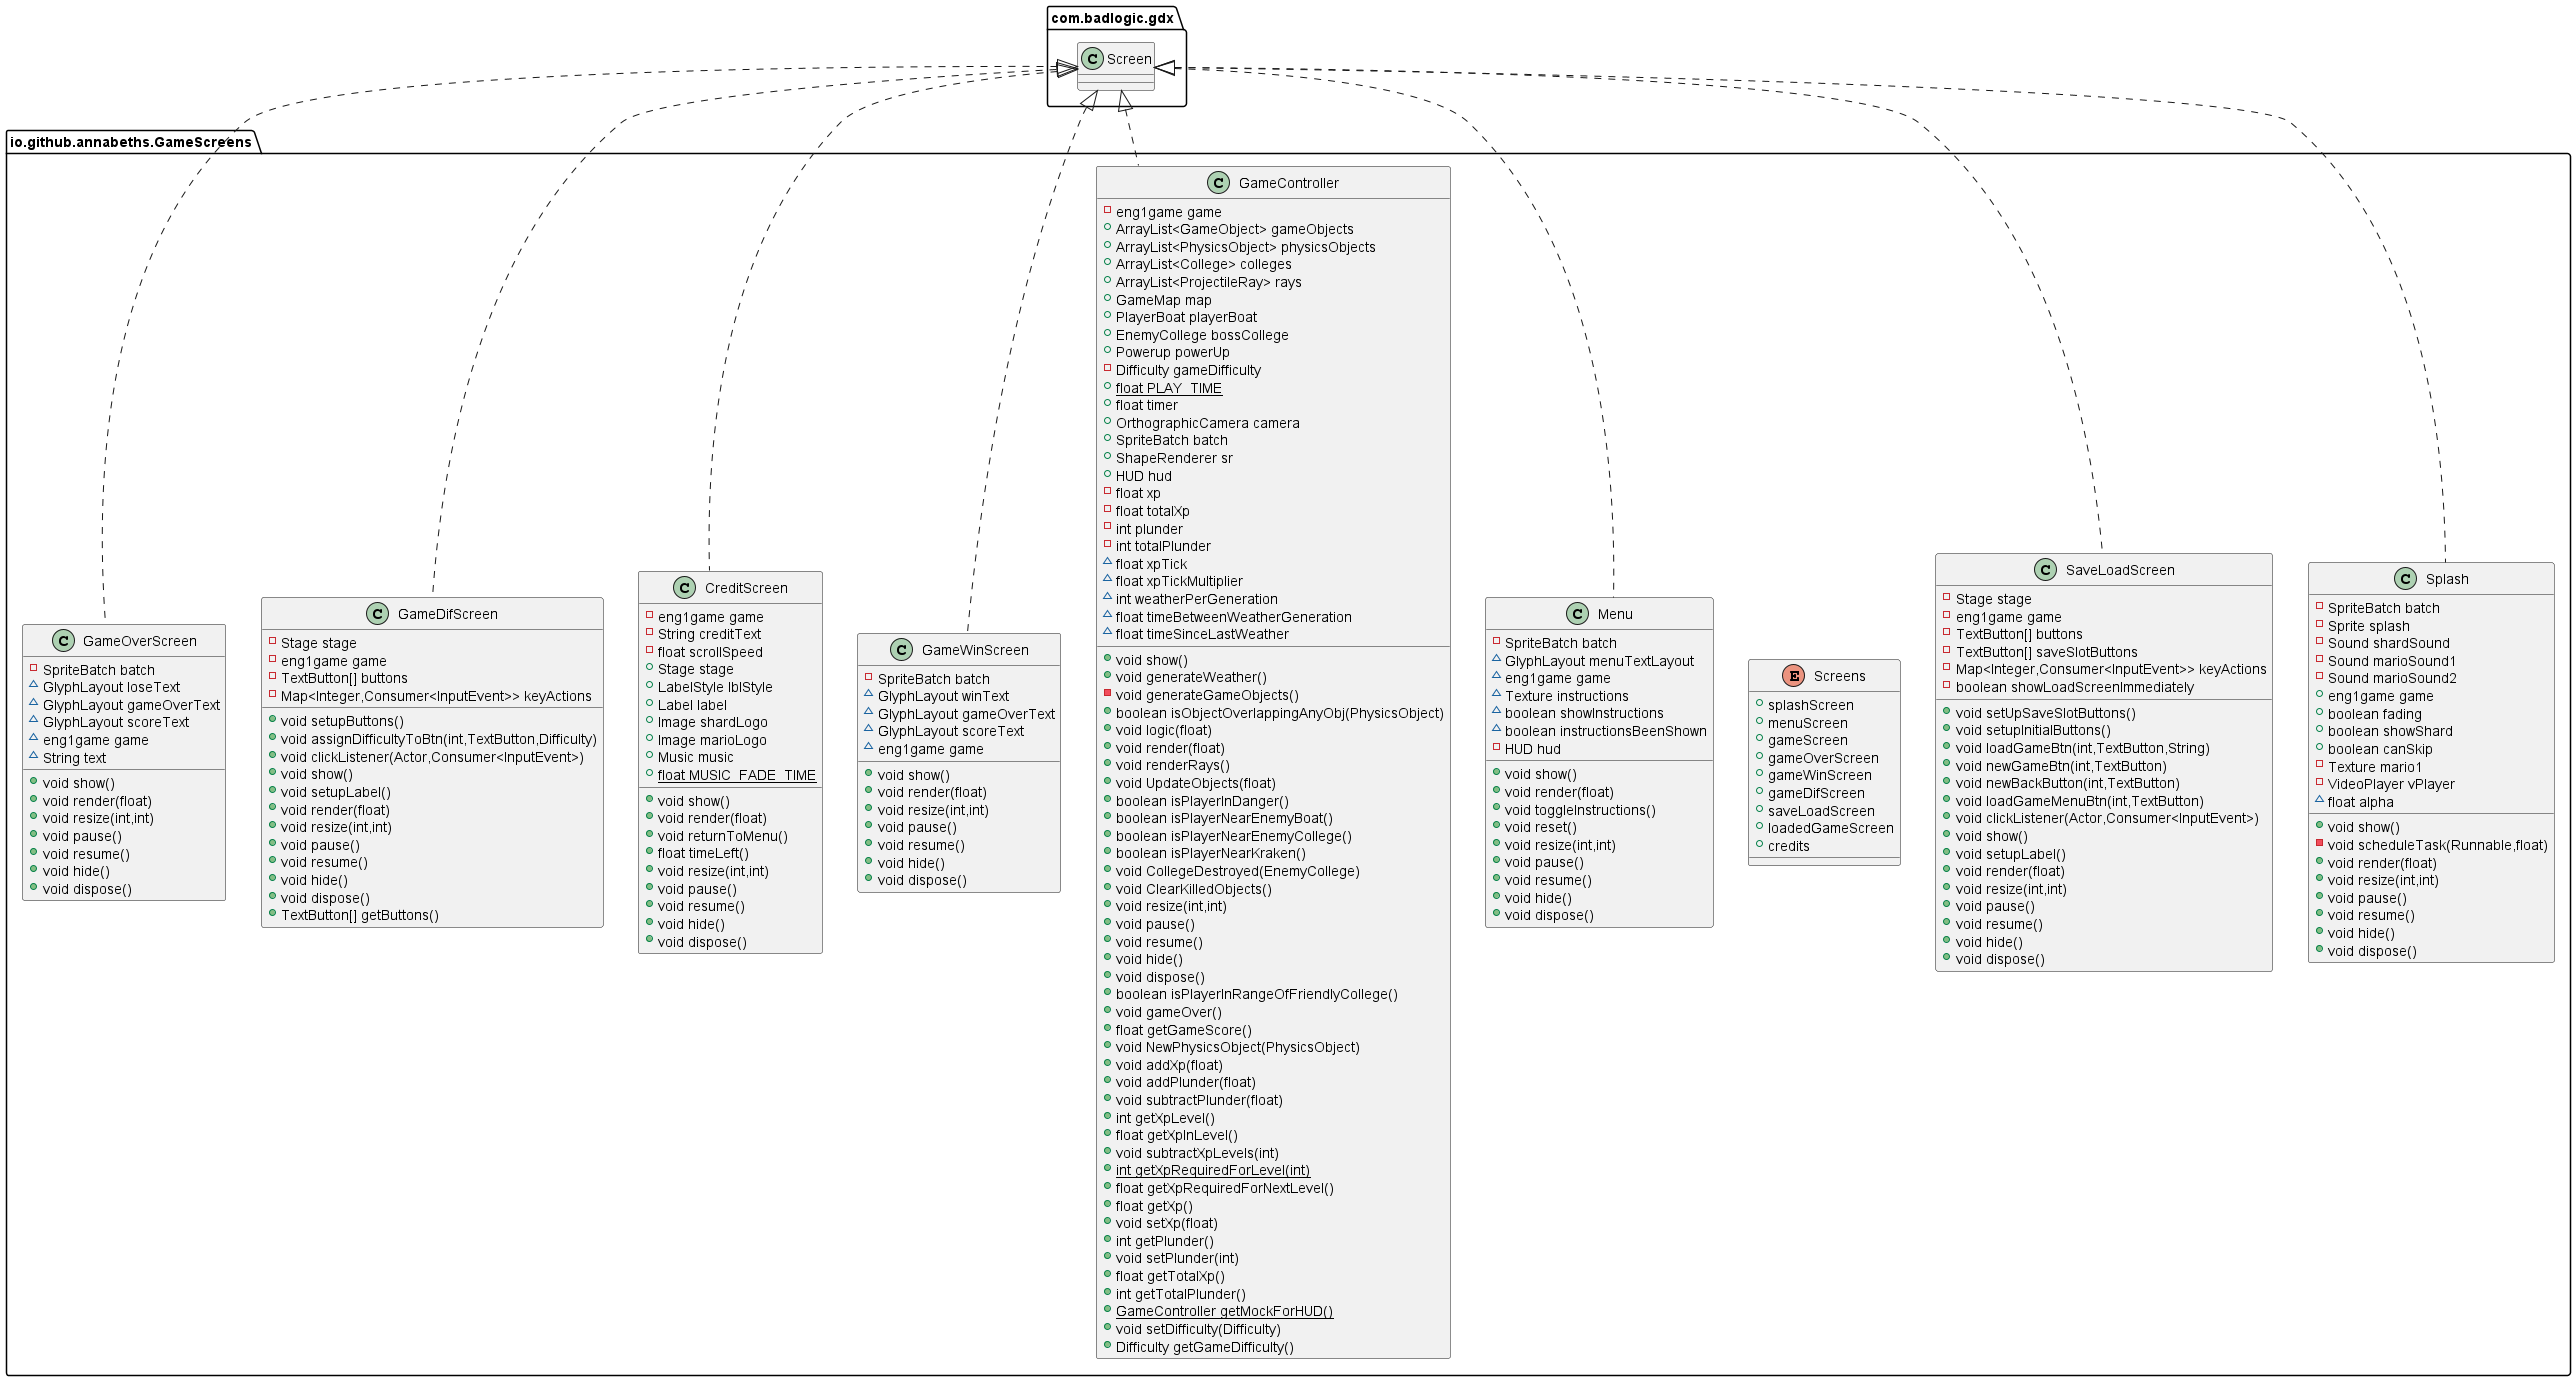 com.badlogic.gdx
C Screen
io.github.annabeths.GameScreens
C GameOverScreen
SpriteBatch batch
GlyphLayout loseText
GlyphLayout gameOverText
GlyphLayout scoreText
eng1game game
String text
void show()
void render(float)
void resize(int,int)
void pause()
void resume()
void hide()
void dispose()
C GameDifScreen
Stage stage
eng1game game
TextButton[] buttons
Map<Integer,Consumer<InputEvent>> keyActions
void setupButtons()
void assignDifficultyToBtn(int,TextButton,Difficulty)
void clickListener(Actor,Consumer<InputEvent>)
void show()
void setupLabel()
void render(float)
void resize(int,int)
void pause()
void resume()
void hide()
void dispose()
TextButton[] getButtons()
C CreditScreen
eng1game game
String creditText
float scrollSpeed
Stage stage
LabelStyle lblStyle
Label label
Image shardLogo
Image marioLogo
Music music
float MUSIC_FADE_TIME
void show()
void render(float)
void returnToMenu()
float timeLeft()
void resize(int,int)
void pause()
void resume()
void hide()
void dispose()
C GameWinScreen
SpriteBatch batch
GlyphLayout winText
GlyphLayout gameOverText
GlyphLayout scoreText
eng1game game
void show()
void render(float)
void resize(int,int)
void pause()
void resume()
void hide()
void dispose()
C GameController
eng1game game
ArrayList<GameObject> gameObjects
ArrayList<PhysicsObject> physicsObjects
ArrayList<College> colleges
ArrayList<ProjectileRay> rays
GameMap map
PlayerBoat playerBoat
EnemyCollege bossCollege
Powerup powerUp
Difficulty gameDifficulty
float PLAY_TIME
float timer
OrthographicCamera camera
SpriteBatch batch
ShapeRenderer sr
HUD hud
float xp
float totalXp
int plunder
int totalPlunder
float xpTick
float xpTickMultiplier
int weatherPerGeneration
float timeBetweenWeatherGeneration
float timeSinceLastWeather
void show()
void generateWeather()
void generateGameObjects()
boolean isObjectOverlappingAnyObj(PhysicsObject)
void logic(float)
void render(float)
void renderRays()
void UpdateObjects(float)
boolean isPlayerInDanger()
boolean isPlayerNearEnemyBoat()
boolean isPlayerNearEnemyCollege()
boolean isPlayerNearKraken()
void CollegeDestroyed(EnemyCollege)
void ClearKilledObjects()
void resize(int,int)
void pause()
void resume()
void hide()
void dispose()
boolean isPlayerInRangeOfFriendlyCollege()
void gameOver()
float getGameScore()
void NewPhysicsObject(PhysicsObject)
void addXp(float)
void addPlunder(float)
void subtractPlunder(float)
int getXpLevel()
float getXpInLevel()
void subtractXpLevels(int)
int getXpRequiredForLevel(int)
float getXpRequiredForNextLevel()
float getXp()
void setXp(float)
int getPlunder()
void setPlunder(int)
float getTotalXp()
int getTotalPlunder()
GameController getMockForHUD()
void setDifficulty(Difficulty)
Difficulty getGameDifficulty()
C Menu
SpriteBatch batch
GlyphLayout menuTextLayout
eng1game game
Texture instructions
boolean showInstructions
boolean instructionsBeenShown
HUD hud
void show()
void render(float)
void toggleInstructions()
void reset()
void resize(int,int)
void pause()
void resume()
void hide()
void dispose()
E Screens
splashScreen
menuScreen
gameScreen
gameOverScreen
gameWinScreen
gameDifScreen
saveLoadScreen
loadedGameScreen
credits
C SaveLoadScreen
Stage stage
eng1game game
TextButton[] buttons
TextButton[] saveSlotButtons
Map<Integer,Consumer<InputEvent>> keyActions
boolean showLoadScreenImmediately
void setUpSaveSlotButtons()
void setupInitialButtons()
void loadGameBtn(int,TextButton,String)
void newGameBtn(int,TextButton)
void newBackButton(int,TextButton)
void loadGameMenuBtn(int,TextButton)
void clickListener(Actor,Consumer<InputEvent>)
void show()
void setupLabel()
void render(float)
void resize(int,int)
void pause()
void resume()
void hide()
void dispose()
C Splash
SpriteBatch batch
Sprite splash
Sound shardSound
Sound marioSound1
Sound marioSound2
eng1game game
boolean fading
boolean showShard
boolean canSkip
Texture mario1
VideoPlayer vPlayer
float alpha
void show()
void scheduleTask(Runnable,float)
void render(float)
void resize(int,int)
void pause()
void resume()
void hide()
void dispose()